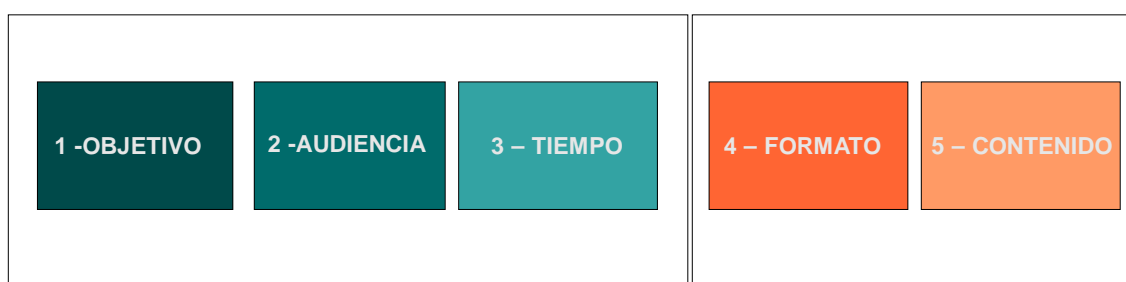 1 -OBJETIVO
2 -AUDIENCIA
3 – TIEMPO
4 – FORMATO
5 – CONTENIDO